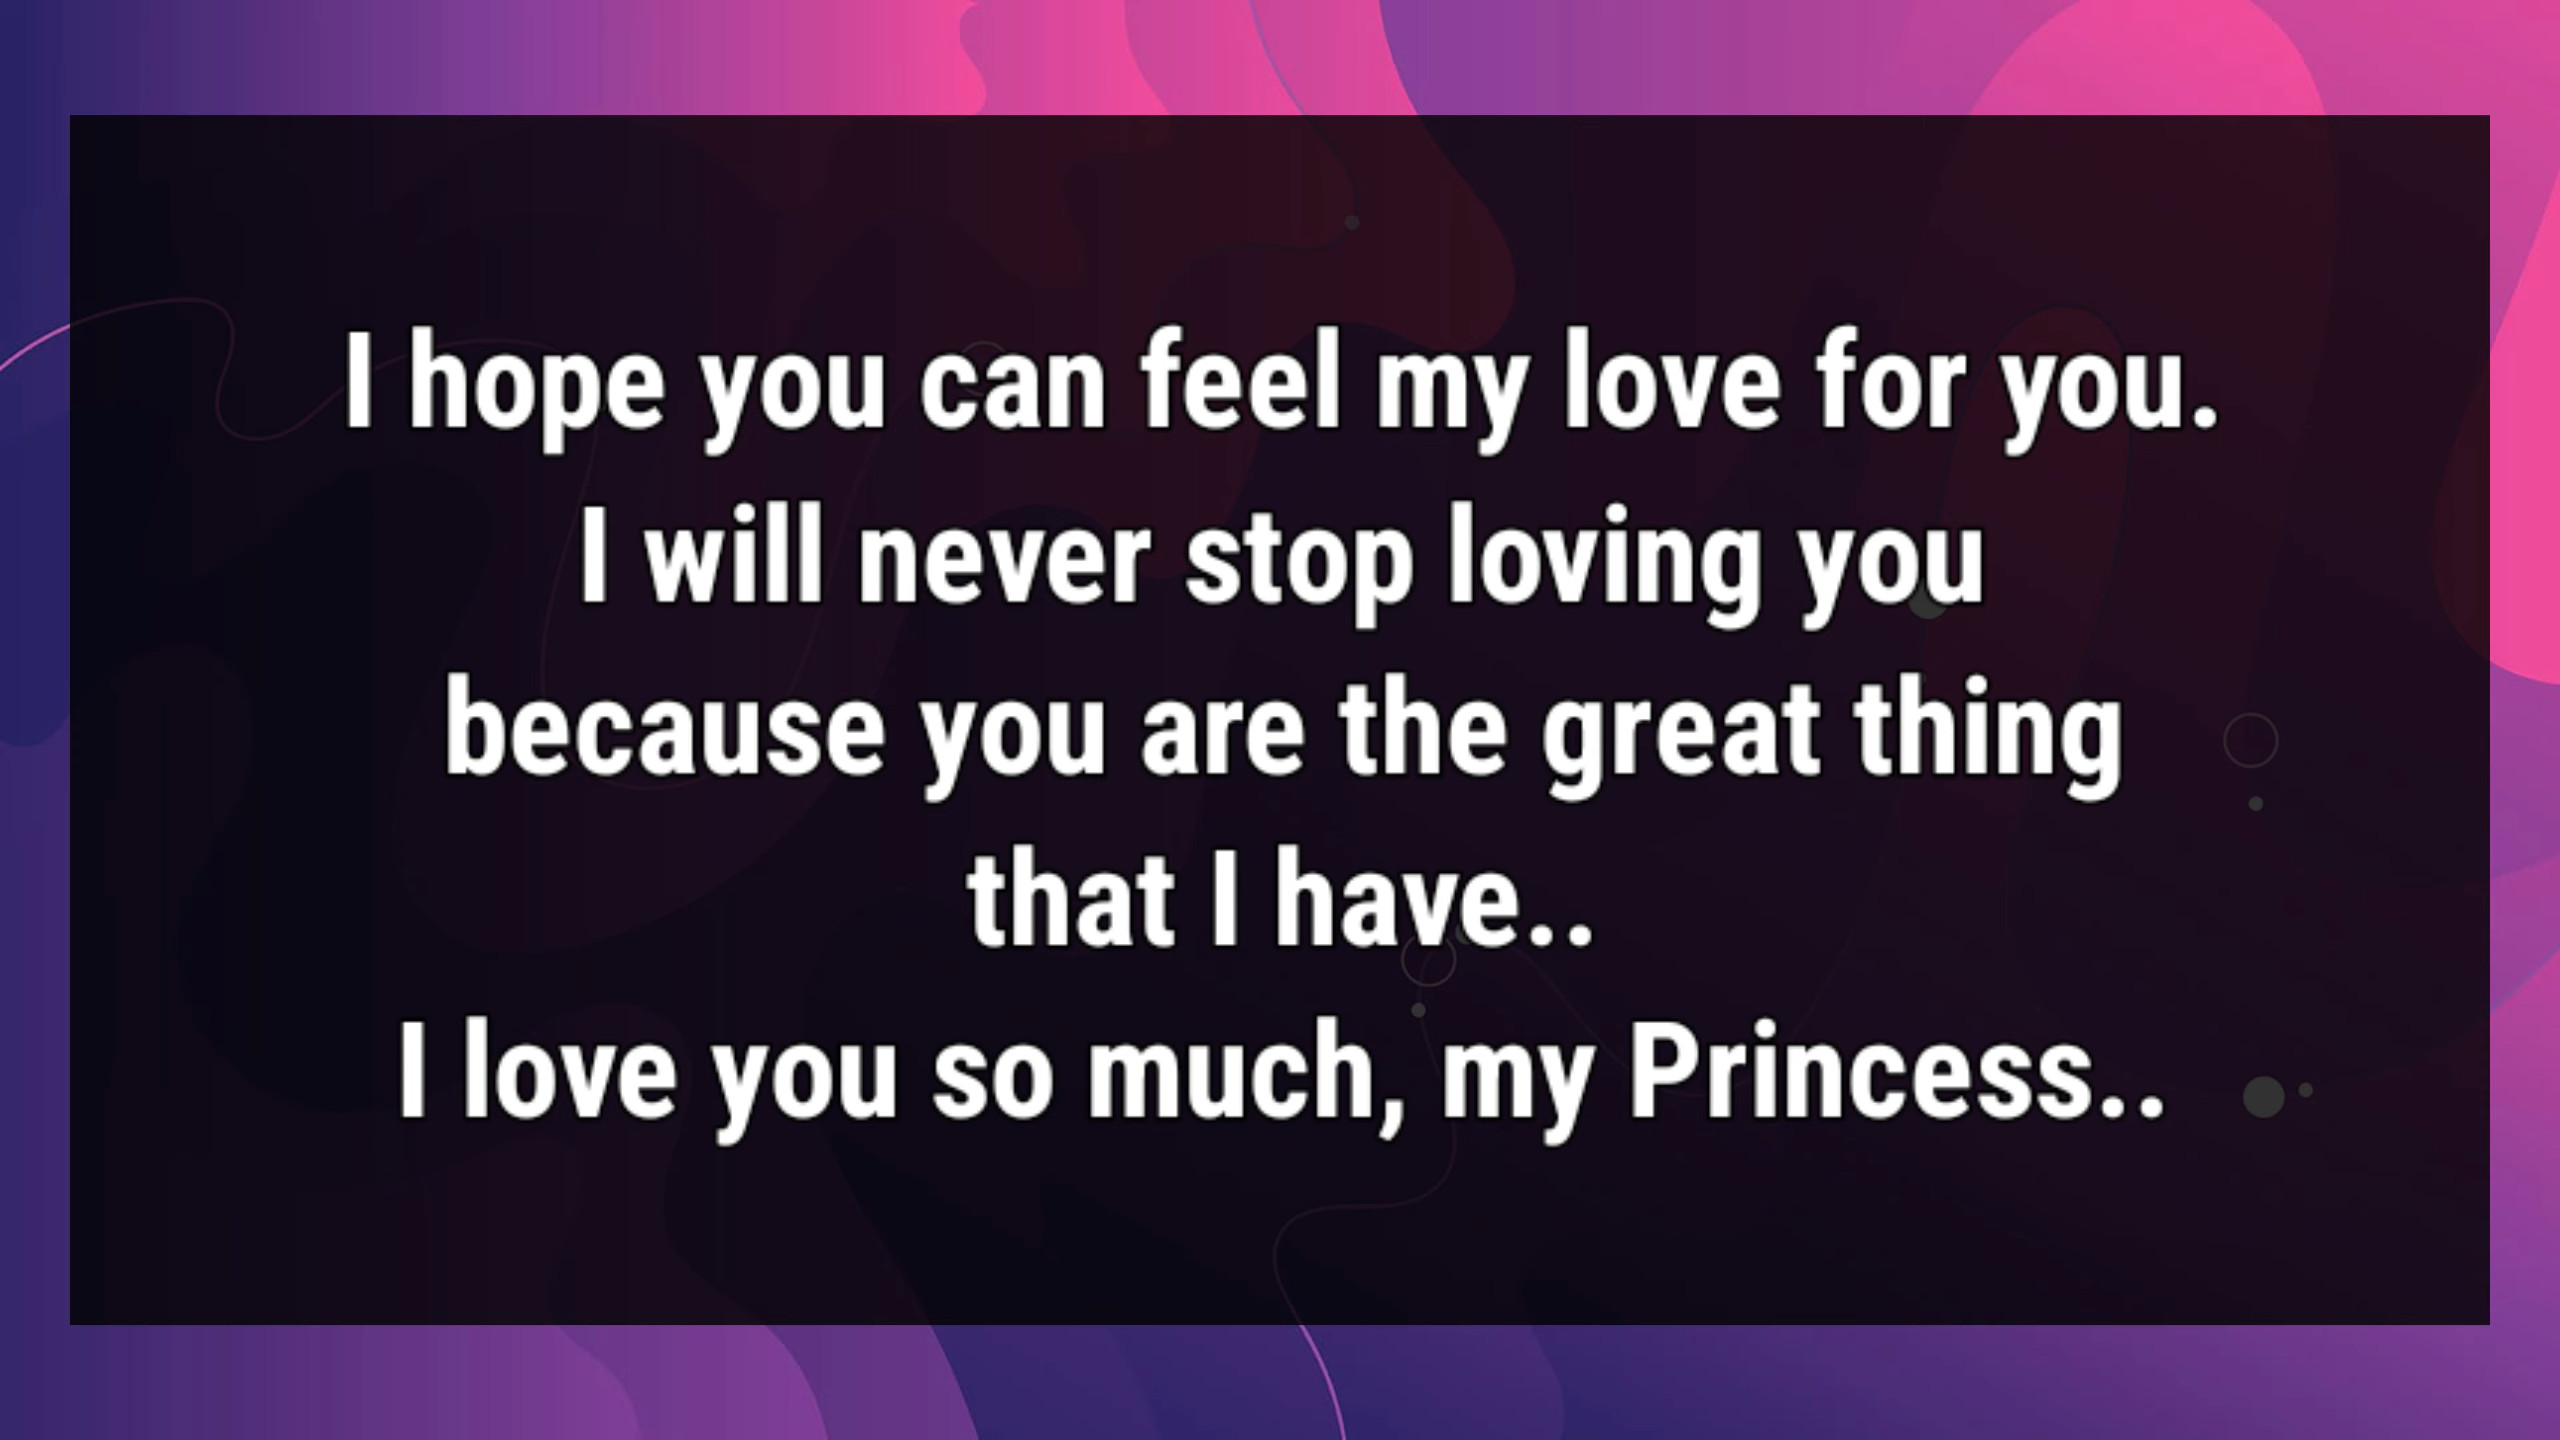 I hope you can feel my love for you.
I will never stop loving you
because you are the great thing
that I have..
I love you so much, my Princess..